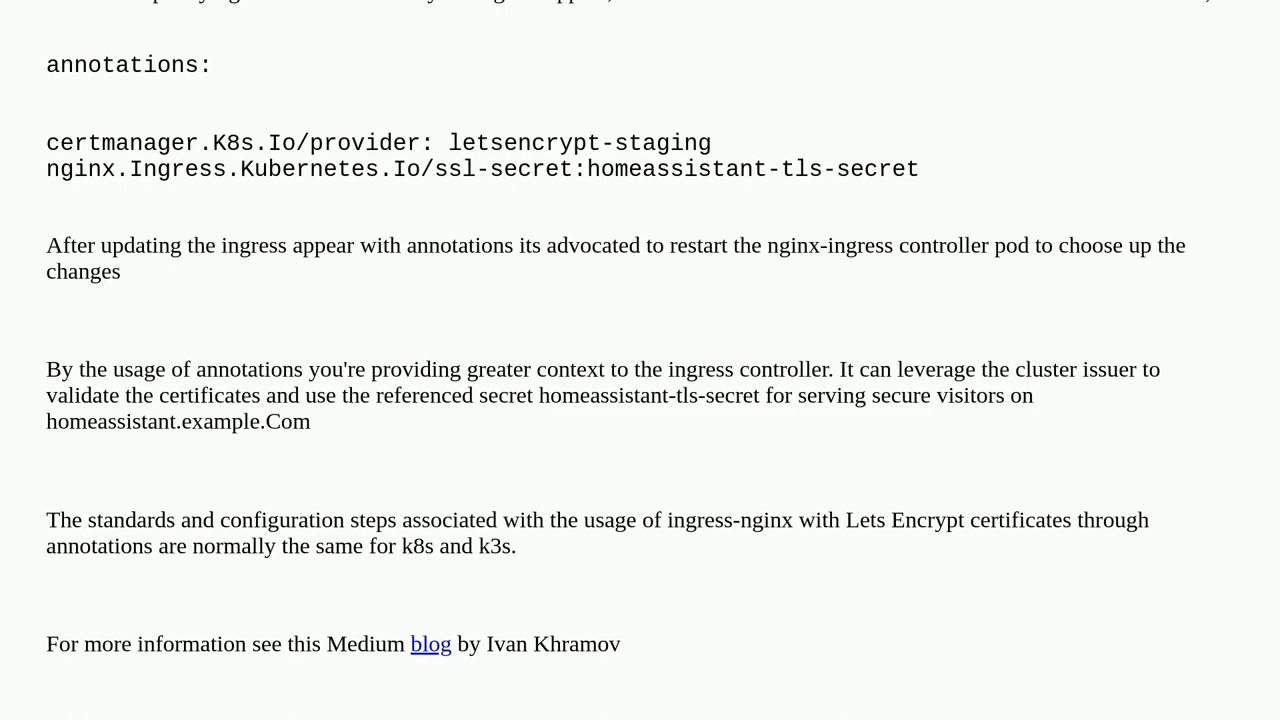 annotations:
certmanager.K8s.Io/provider: letsencrypt-staging
nginx.Ingress.Kubernetes.Io/ssl-secret:homeassistant-tls-secret
After updating the ingress appear with annotations its advocated to restart the nginx-ingress controller pod to choose up the
changes
By the usage of annotations you're providing greater context to the ingress controller. It can leverage the cluster issuer to
validate the certificates and use the referenced secret homeassistant-tls-secret for serving secure visitors on
homeassistant.example.Com
The standards and configuration steps associated with the usage of ingress-nginx with Lets Encrypt certificates through
annotations are normally the same for k8s and k3s.
For more information see this Medium blog by Ivan Khramov